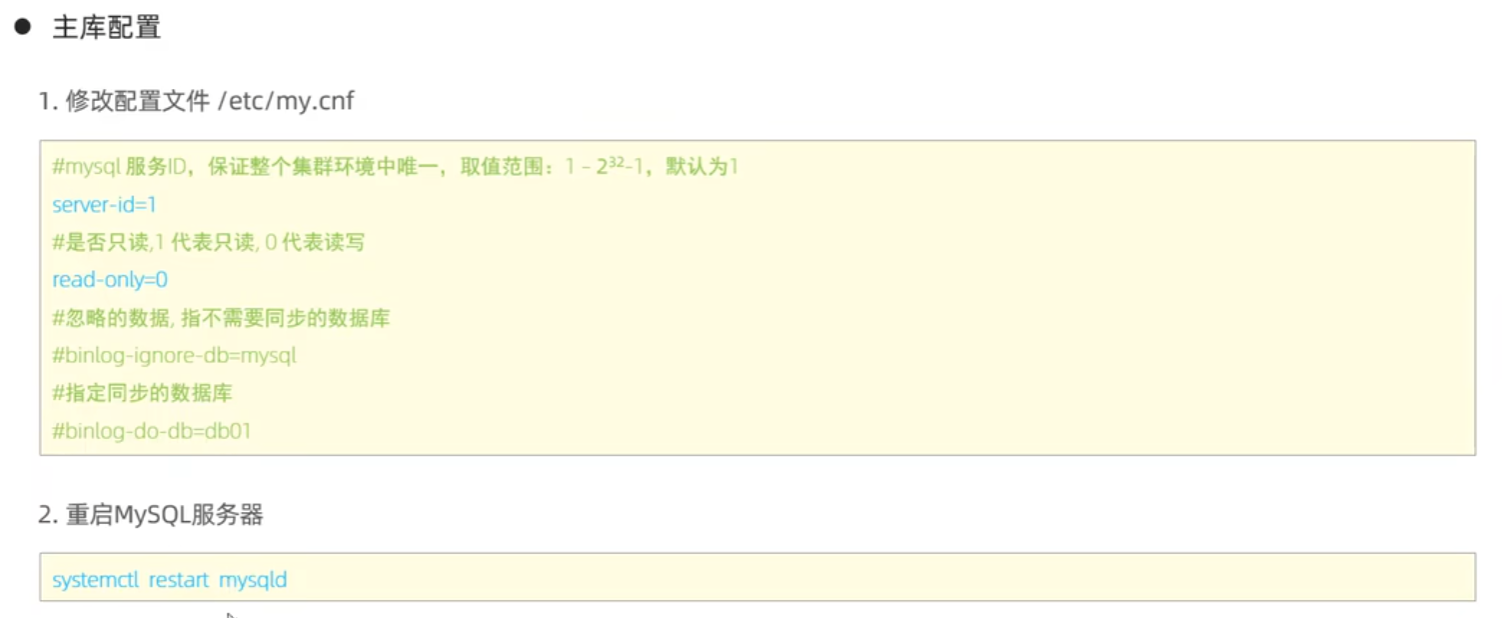 ● 主库配置
1. 修改配置文件 /etc/my.cnf
#mysql 服务ID，保证整个集群环境中唯一，取值范围：1 – 2³²-1，默认为1
server-id=1
#是否只读,1 代表只读, 0 代表读写
read-only=0
#忽略的数据, 指不需要同步的数据库
#binlog-ignore-db=mysql
#指定同步的数据库
#binlog-do-db=db01
2. 重启MySQL服务器
systemctl restart mysqld